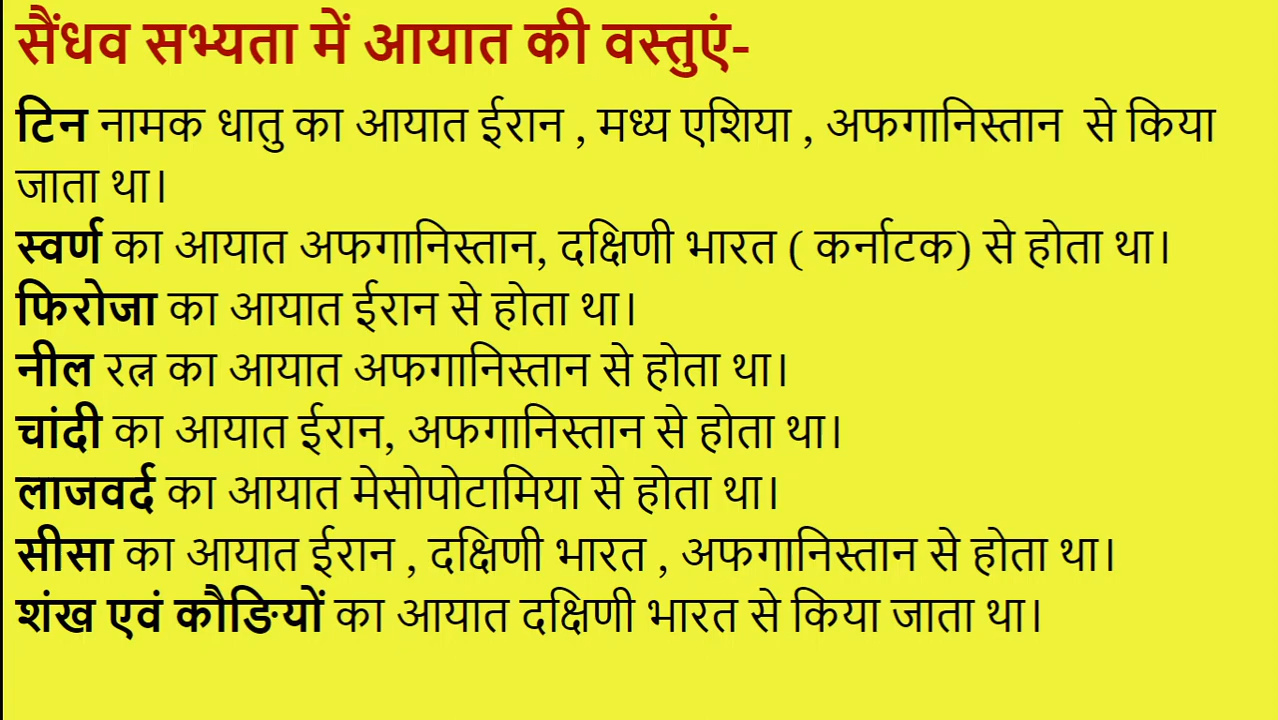 सैंधव सभ्यता में आयात की वस्तुएं-
टिन नामक धातु का आयात ईरान , मध्य एशिया , अफगानिस्तान से किया
जाता था।
स्वर्ण का आयात अफगानिस्तान, दक्षिणी भारत ( कर्नाटक) से होता था।
फिरोजा का आयात ईरान से होता था।
नील रत्न का आयात अफगानिस्तान से होता था।
चांदी का आयात ईरान, अफगानिस्तान से होता था।
लाजवर्द का आयात मेसोपोटामिया से होता था।
सीसा का आयात ईरान , दक्षिणी भारत , अफगानिस्तान से होता था।
शंख एवं कौङियों का आयात दक्षिणी भारत से किया जाता था।